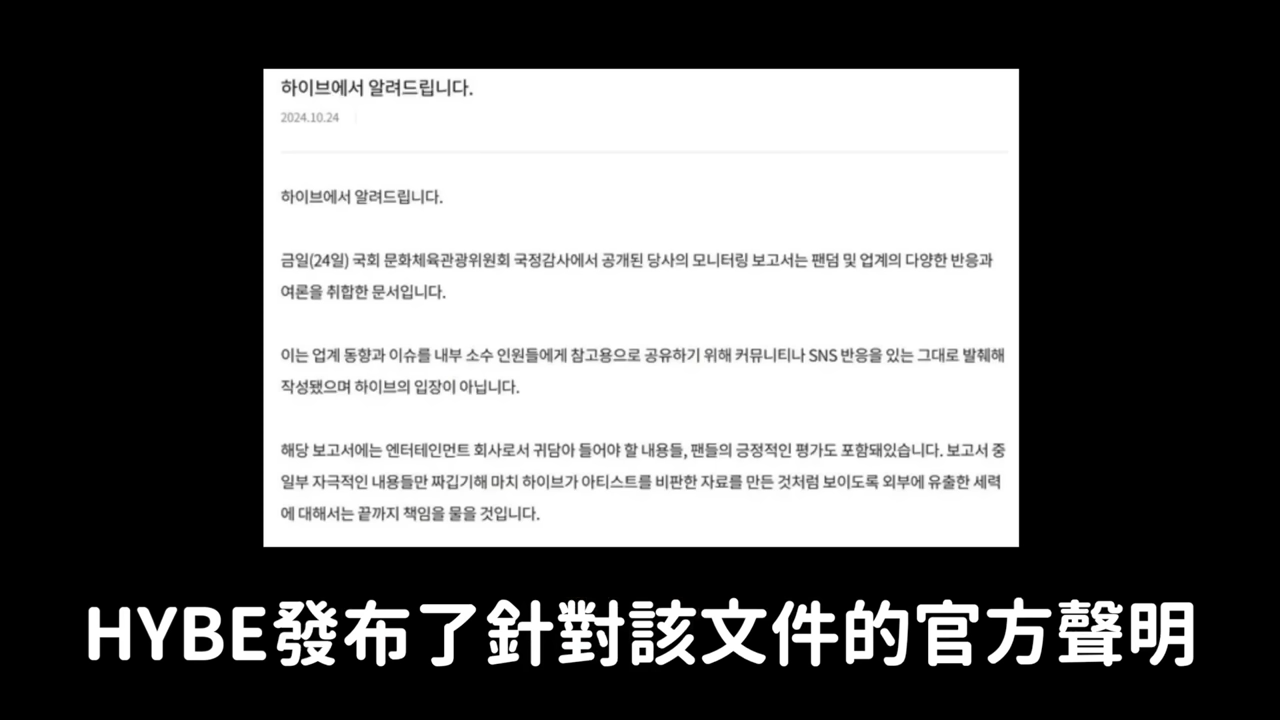 하이브에서 알려드립니다.
2024.10.24
하이브에서 알려드립니다.
금일(24일) 국회 문화체육관광위원회 국정감사에서 공개된 당사의 모니터링 보고서는 팬덤 및 업계의 다양한 반응과
여론을 취합한 문서입니다.
이는 업계 동향과 이슈를 내부 소수 인원들에게 참고용으로 공유하기 위해 커뮤니티나 SNS 반응을 있는 그대로 발췌해
작성됐으며 하이브의 입장이 아닙니다.
해당 보고서에는 엔터테인먼트 회사로서 귀담아 들어야 할 내용들, 팬들의 긍정적인 평가도 포함돼있습니다. 보고서 중
일부 자극적인 내용들만 짜깁기해 마치 하이브가 아티스트를 비판한 자료를 만든 것처럼 보이도록 외부에 유출한 세력
에 대해서는 끝까지 책임을 물을 것입니다.
HYBE發布了針對該文件的官方聲明